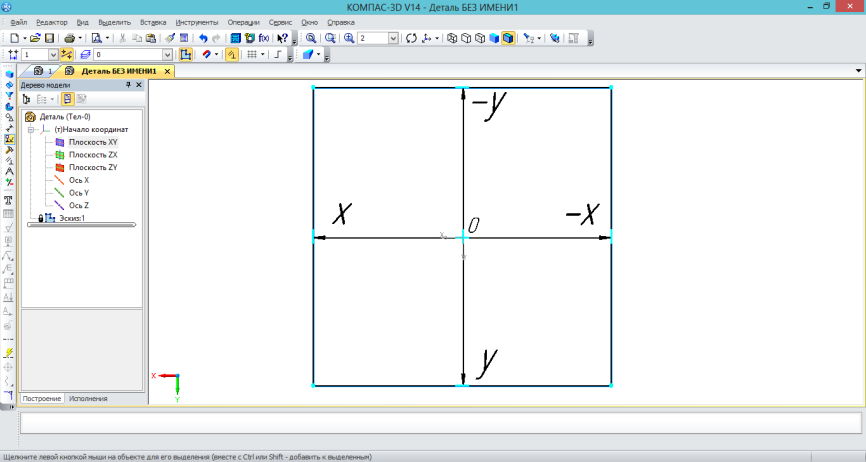 КОМПАС-3D V14 - Деталь БЕЗ ИМЕНИ1
Файл Редактор Вид Выделить Вставка Инструменты Операции Сервис Окно Справка
f(x) 2
1 0
1 Деталь БЕЗ ИМЕНИ1
Дерево модели
Деталь (Тел-0)
(т)Начало координат
Плоскость XY
Плоскость ZX
Плоскость ZY
Ось X
Ось Y
Ось Z
Эскиз:1
-y
x 0 -x
y
X
Y
Построение Исполнения
Щелкните левой кнопкой мыши на объекте для его выделения (вместе с Ctrl или Shift - добавить к выделенным)